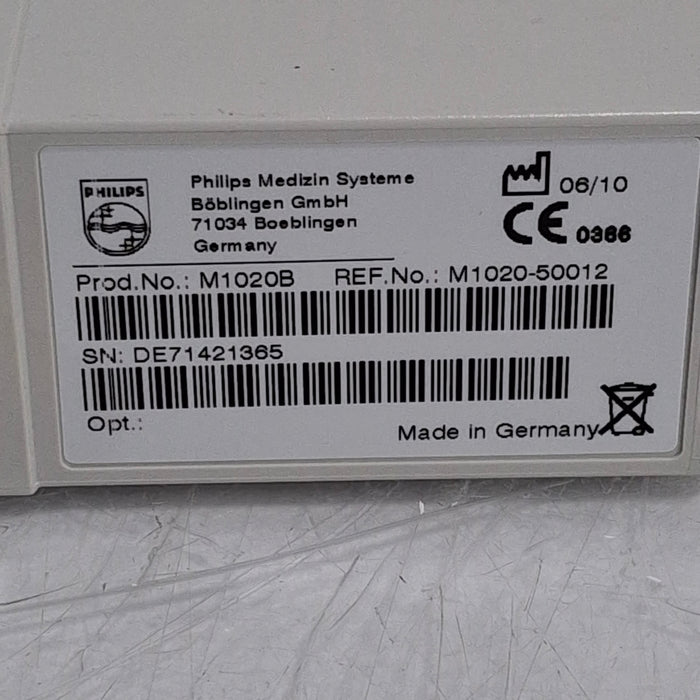 PHILIPS
Philips Medizin Systeme
Böblingen GmbH
71034 Boeblingen
Germany
06/10
CE 0366
Prod.No.: M1020B REF.No.: M1020-50012
SN: DE71421365
Opt.:
Made in Germany